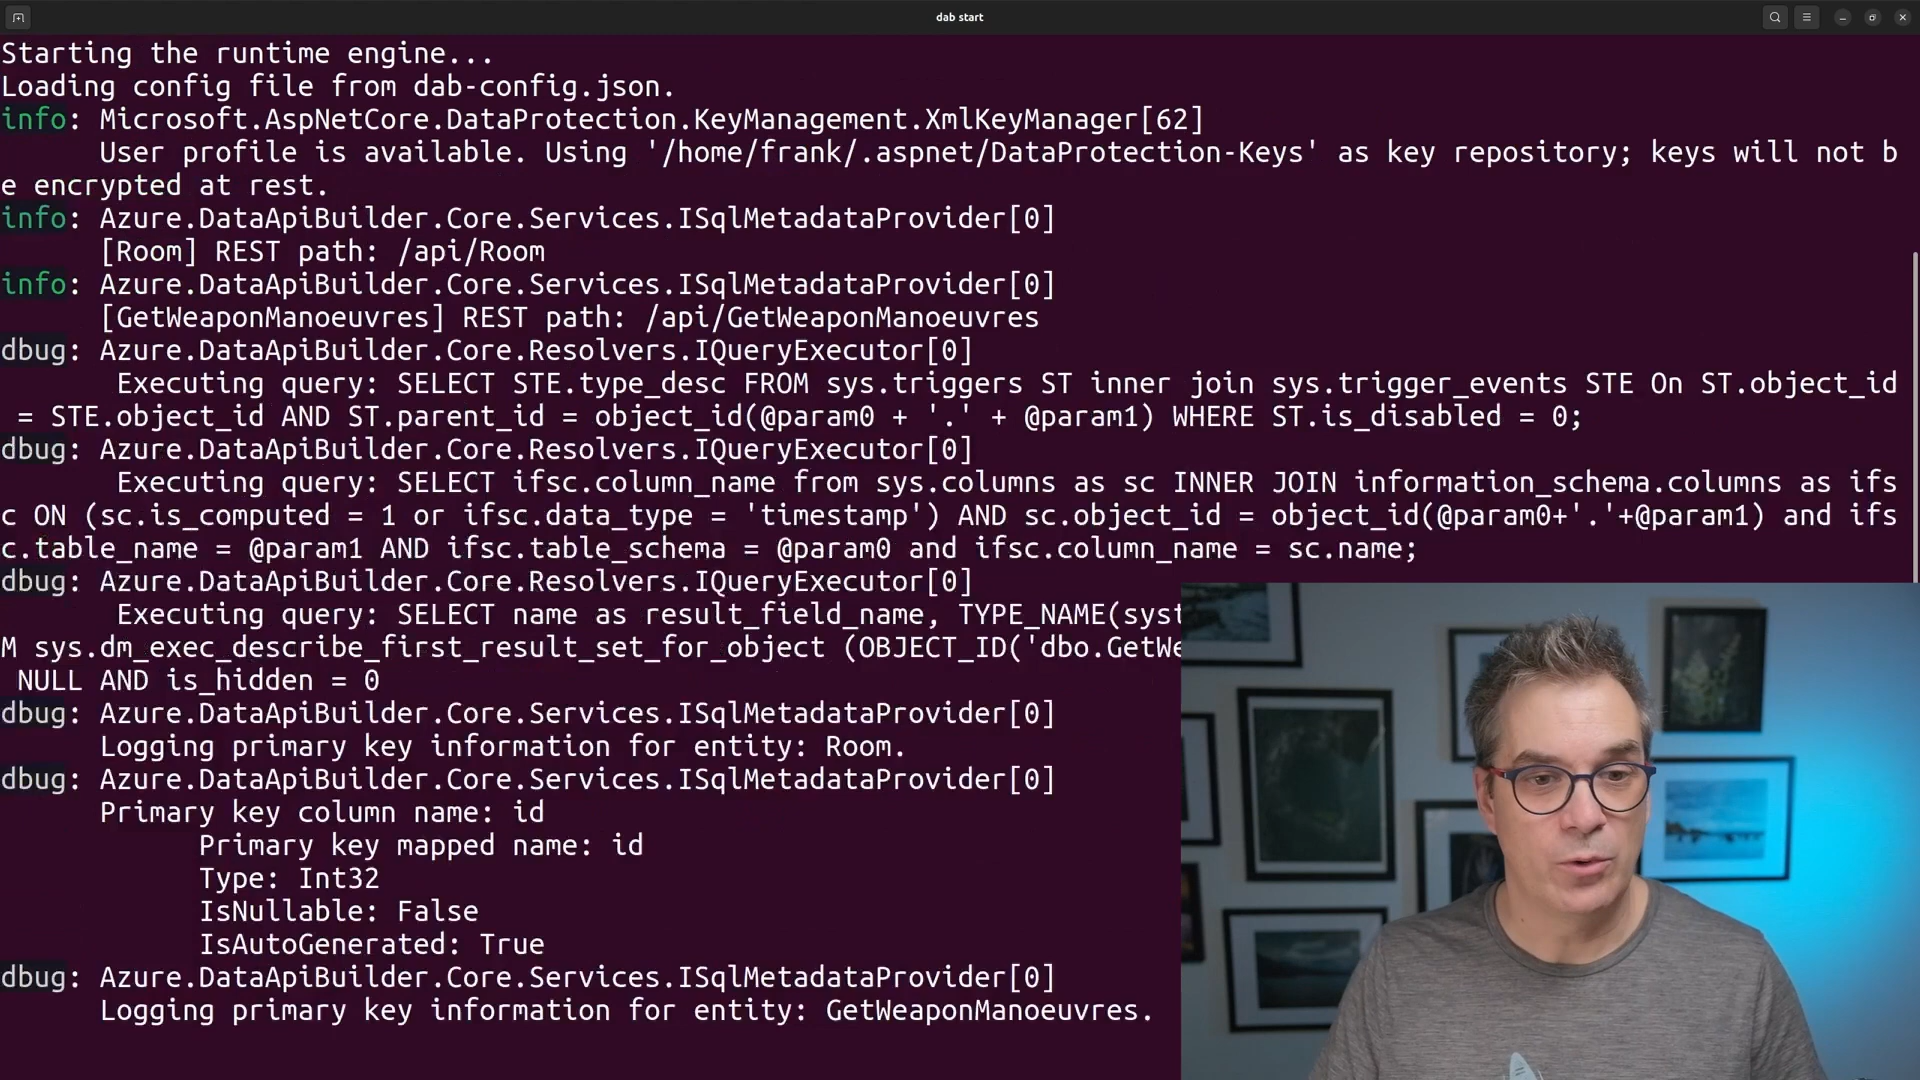 dab start
Starting the runtime engine...
Loading config file from dab-config.json.
info: Microsoft.AspNetCore.DataProtection.KeyManagement.XmlKeyManager[62]
User profile is available. Using '/home/frank/.aspnet/DataProtection-Keys' as key repository; keys will not b
e encrypted at rest.
info: Azure.DataApiBuilder.Core.Services.ISqlMetadataProvider[0]
[Room] REST path: /api/Room
info: Azure.DataApiBuilder.Core.Services.ISqlMetadataProvider[0]
[GetWeaponManoeuvres] REST path: /api/GetWeaponManoeuvres
dbug: Azure.DataApiBuilder.Core.Resolvers.IQueryExecutor[0]
Executing query: SELECT STE.type_desc FROM sys.triggers ST inner join sys.trigger_events STE On ST.object_id
= STE.object_id AND ST.parent_id = object_id(@param0 + '.' + @param1) WHERE ST.is_disabled = 0;
dbug: Azure.DataApiBuilder.Core.Resolvers.IQueryExecutor[0]
Executing query: SELECT ifsc.column_name from sys.columns as sc INNER JOIN information_schema.columns as ifs
c ON (sc.is_computed = 1 or ifsc.data_type = 'timestamp') AND sc.object_id = object_id(@param0+'.'+@param1) and ifs
c.table_name = @param1 AND ifsc.table_schema = @param0 and ifsc.column_name = sc.name;
dbug: Azure.DataApiBuilder.Core.Resolvers.IQueryExecutor[0]
Executing query: SELECT name as result_field_name, TYPE_NAME(syst
M sys.dm_exec_describe_first_result_set_for_object (OBJECT_ID('dbo.GetWe
NULL AND is_hidden = 0
dbug: Azure.DataApiBuilder.Core.Services.ISqlMetadataProvider[0]
Logging primary key information for entity: Room.
dbug: Azure.DataApiBuilder.Core.Services.ISqlMetadataProvider[0]
Primary key column name: id
Primary key mapped name: id
Type: Int32
IsNullable: False
IsAutoGenerated: True
dbug: Azure.DataApiBuilder.Core.Services.ISqlMetadataProvider[0]
Logging primary key information for entity: GetWeaponManoeuvres.